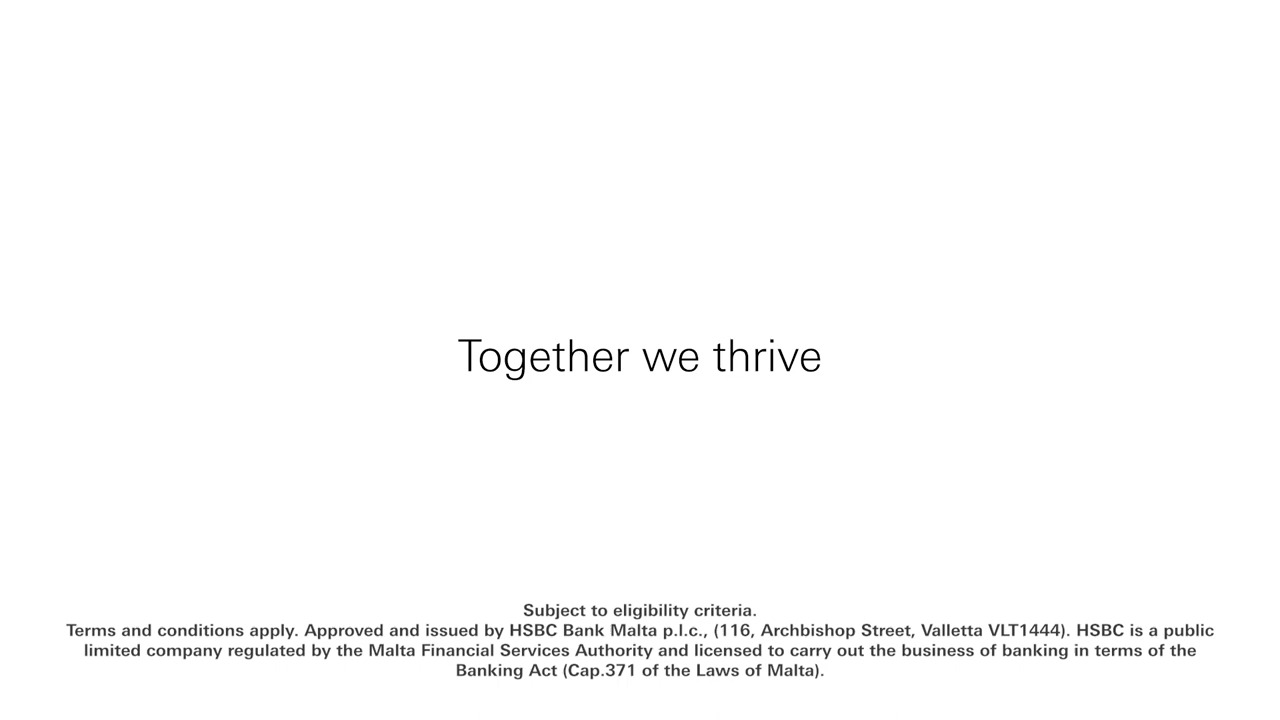 Together we thrive
Subject to eligibility criteria.
Terms and conditions apply. Approved and issued by HSBC Bank Malta p.l.c., (116, Archbishop Street, Valletta VLT1444). HSBC is a public
limited company regulated by the Malta Financial Services Authority and licensed to carry out the business of banking in terms of the
Banking Act (Cap.371 of the Laws of Malta).